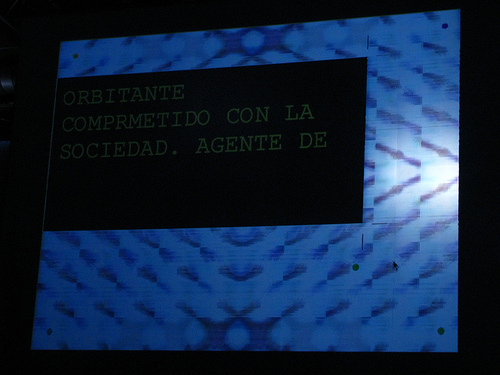 ORBITANTE
COMPRMETIDO CON LA
SOCIEDAD. AGENTE DE